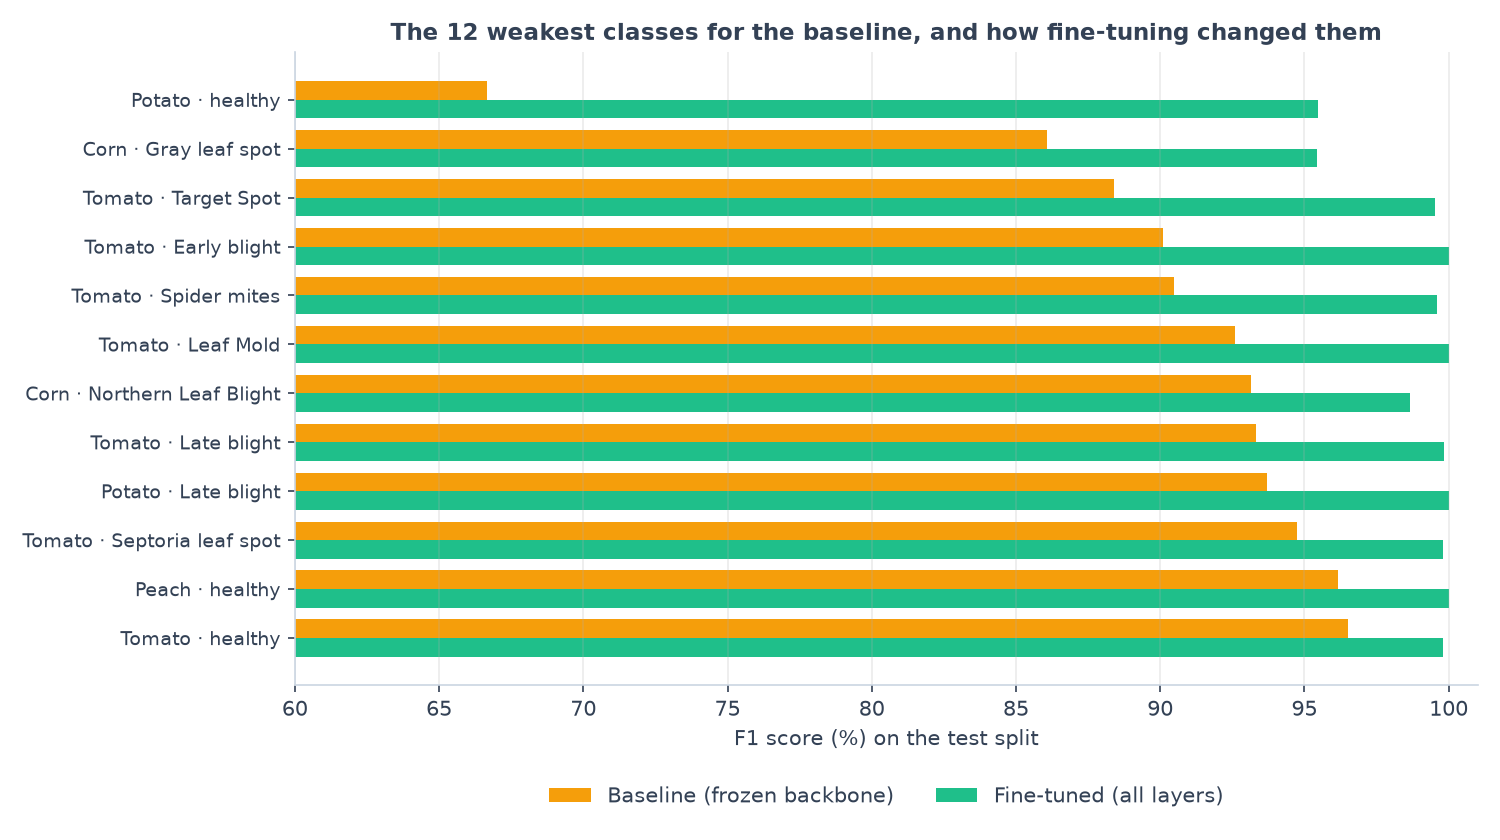 The 12 weakest classes for the baseline, and how fine-tuning changed them
Potato · healthy
Corn · Gray leaf spot
Tomato · Target Spot
Tomato · Early blight
Tomato · Spider mites
Tomato · Leaf Mold
Corn · Northern Leaf Blight
Tomato · Late blight
Potato · Late blight
Tomato · Septoria leaf spot
Peach · healthy
Tomato · healthy
60 65 70 75 80 85 90 95 100
F1 score (%) on the test split
Baseline (frozen backbone) Fine-tuned (all layers)